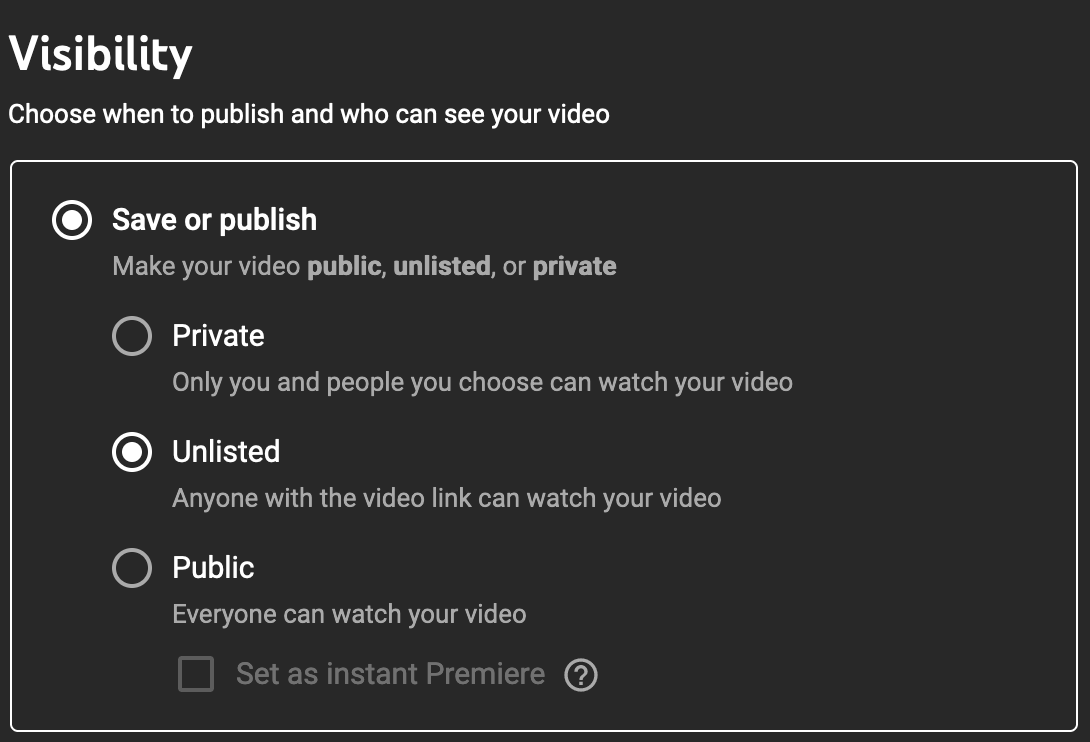 Visibility
Choose when to publish and who can see your video
Save or publish
Make your video public, unlisted, or private
Private
Only you and people you choose can watch your video
Unlisted
Anyone with the video link can watch your video
Public
Everyone can watch your video
Set as instant Premiere ?